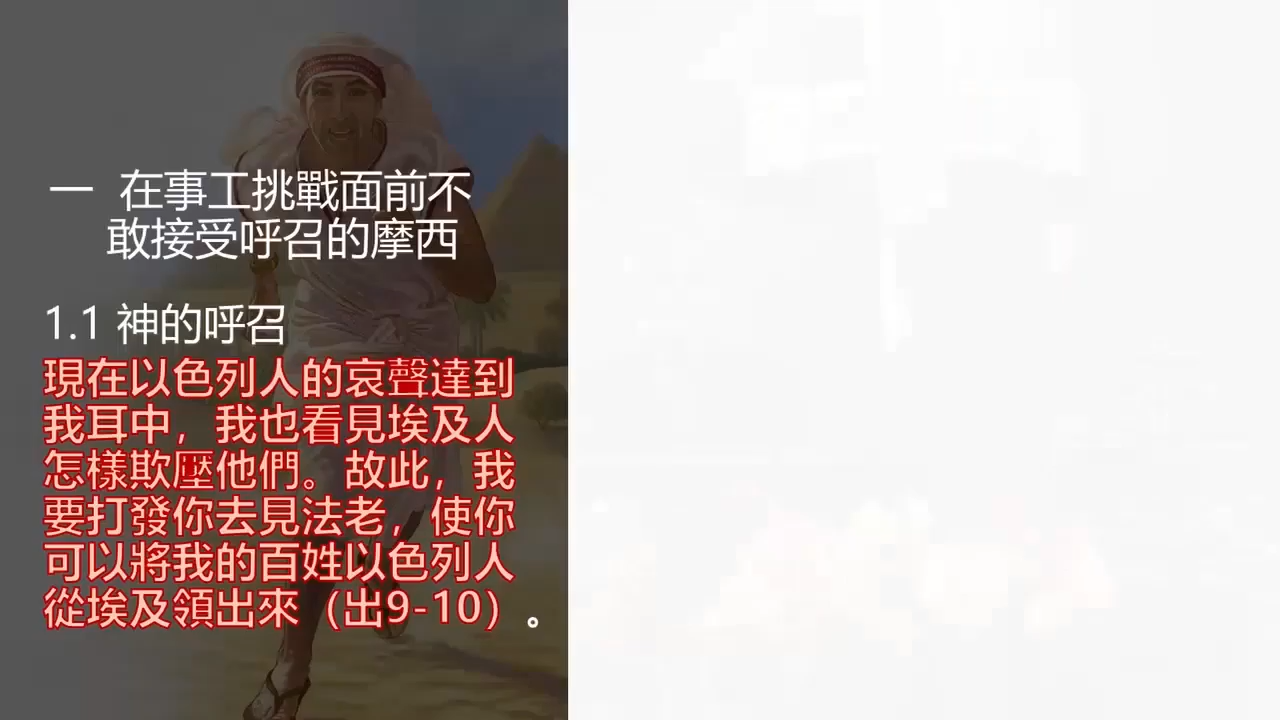 一 在事工挑戰面前不
敢接受呼召的摩西
1.1 神的呼召
現在以色列人的哀聲達到
我耳中，我也看見埃及人
怎樣欺壓他們。故此，我
要打發你去見法老，使你
可以將我的百姓以色列人
從埃及領出來（出9-10）。